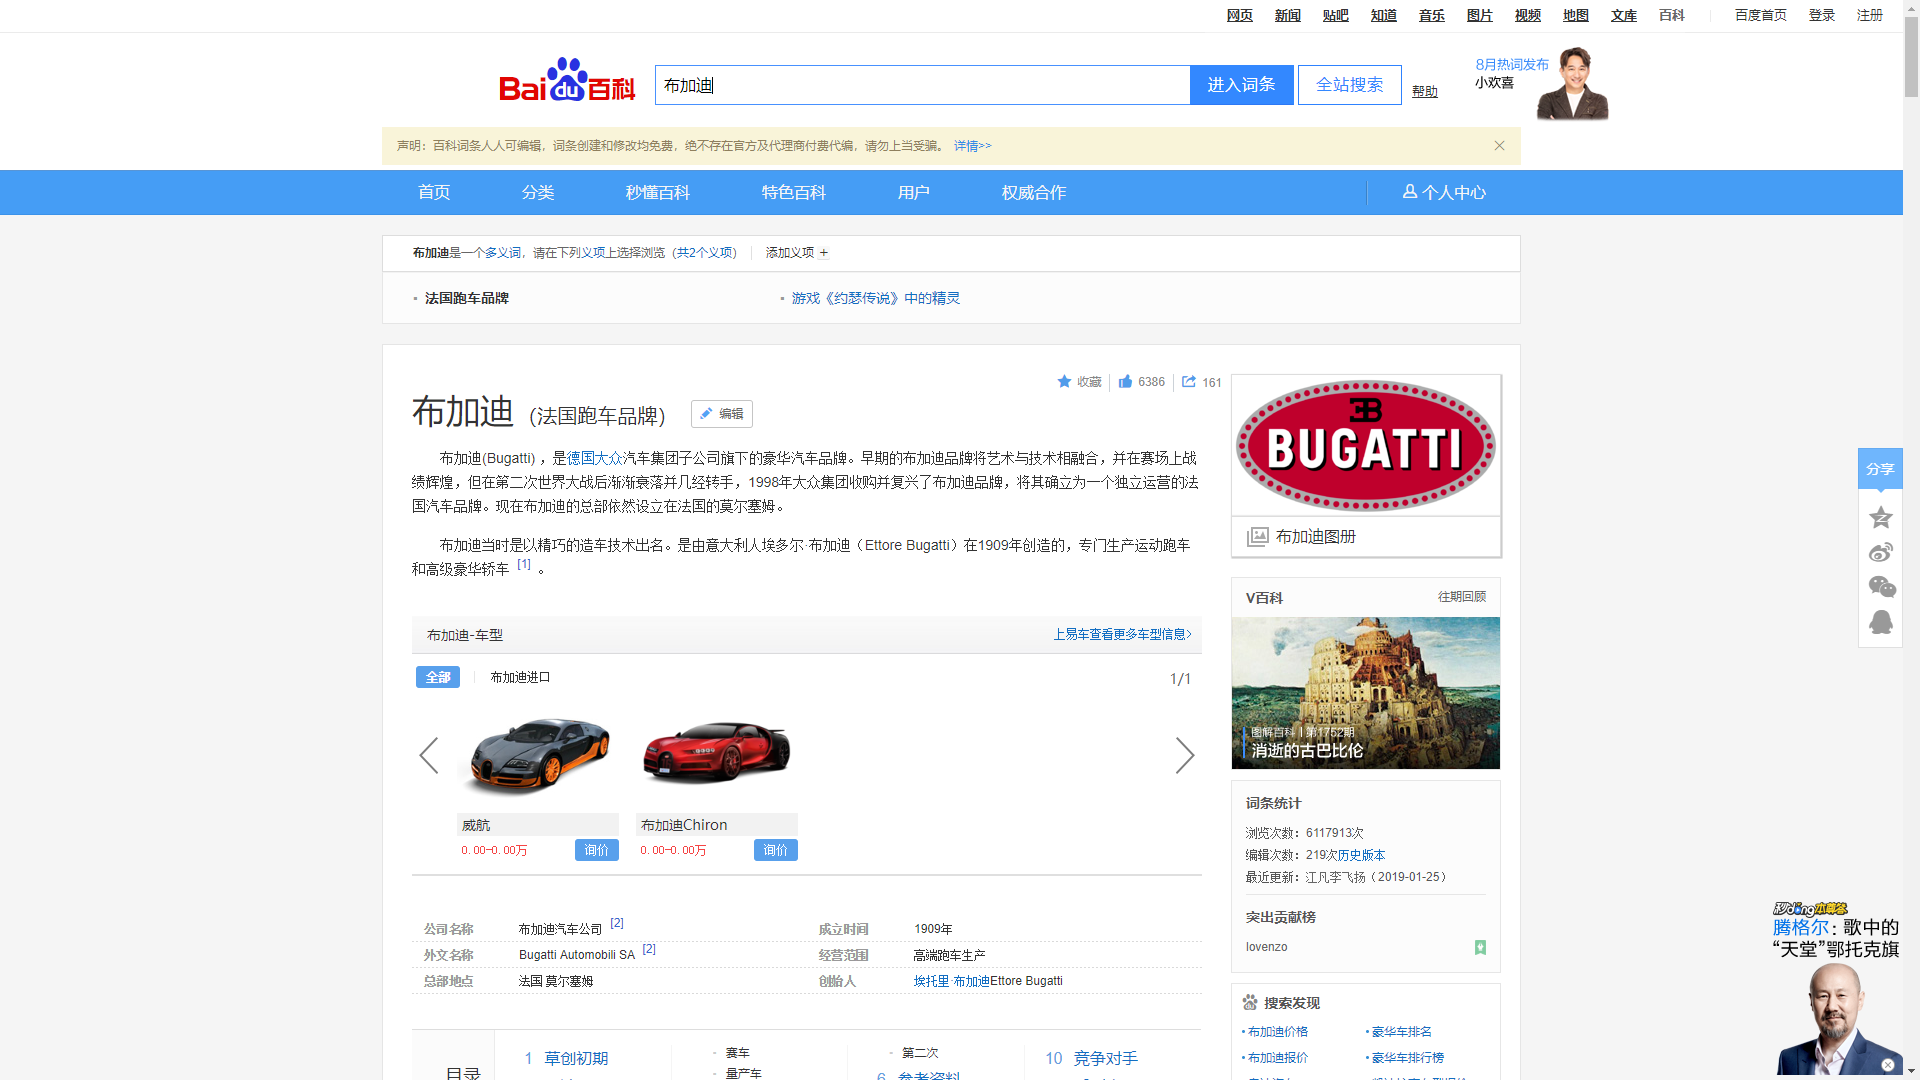 网页 新闻 贴吧 知道 音乐 图片 视频 地图 文库 百科 百度首页 登录 注册
Bai du 百科 布加迪 进入词条 全站搜索 帮助
8月热词发布
小欢喜
声明：百科词条人人可编辑，词条创建和修改均免费，绝不存在官方及代理商付费代编，请勿上当受骗。 详情>>
首页 分类 秒懂百科 特色百科 用户 权威合作 个人中心
布加迪是一个多义词，请在下列义项上选择浏览（共2个义项） 添加义项 +
▪ 法国跑车品牌 ▪ 游戏《约瑟传说》中的精灵
收藏 6386 161
布加迪 (法国跑车品牌) 编辑
布加迪(Bugatti) ，是德国大众汽车集团子公司旗下的豪华汽车品牌。早期的布加迪品牌将艺术与技术相融合，并在赛场上战
绩辉煌，但在第二次世界大战后渐渐衰落并几经转手，1998年大众集团收购并复兴了布加迪品牌，将其确立为一个独立运营的法
国汽车品牌。现在布加迪的总部依然设立在法国的莫尔塞姆。
布加迪当时是以精巧的造车技术出名。是由意大利人埃多尔·布加迪（Ettore Bugatti）在1909年创造的，专门生产运动跑车
和高级豪华轿车 [1] 。
布加迪-车型 上易车查看更多车型信息>
全部 布加迪进口 1/1
威航 布加迪Chiron
0.00-0.00万 询价 0.00-0.00万 询价
公司名称 布加迪汽车公司 [2] 成立时间 1909年
外文名称 Bugatti Automobili SA [2] 经营范围 高端跑车生产
总部地点 法国 莫尔塞姆 创始人 埃托里·布加迪Ettore Bugatti
目录
1 草创初期
- 赛车
- 量产车
- 第二次
6 参考资料
10 竞争对手
EB
BUGATTI
布加迪图册
V百科 往期回顾
图解百科 | 第1752期
消逝的古巴比伦
词条统计
浏览次数：6117913次
编辑次数：219次历史版本
最近更新：江凡李飞扬（2019-01-25）
突出贡献榜
lovenzo
搜索发现
•布加迪价格 •豪华车排名
•布加迪报价 •豪华车排行榜
分享
秒dong本尊答
腾格尔：歌中的
“天堂”鄂托克旗